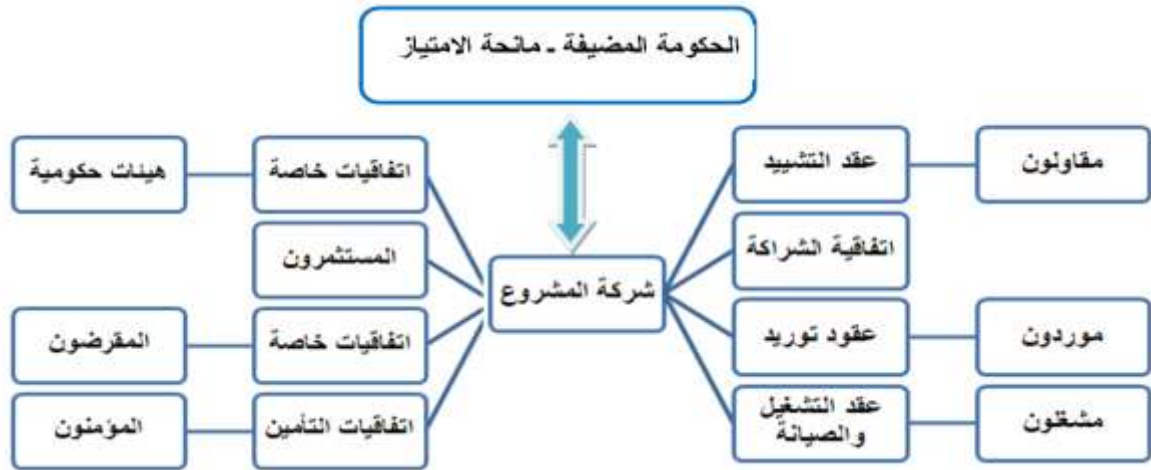 الحكومة المضيفة ـ مانحة الامتياز
مقاولون
عقد التشييد
اتفاقيات خاصة
هيئات حكومية
اتفاقية الشراكة
المستثمرون
شركة المشروع
موردون
عقود توريد
اتفاقيات خاصة
المقرضون
مشغلون
عقد التشغيل
والصيانة
اتفاقيات التأمين
المؤمنون